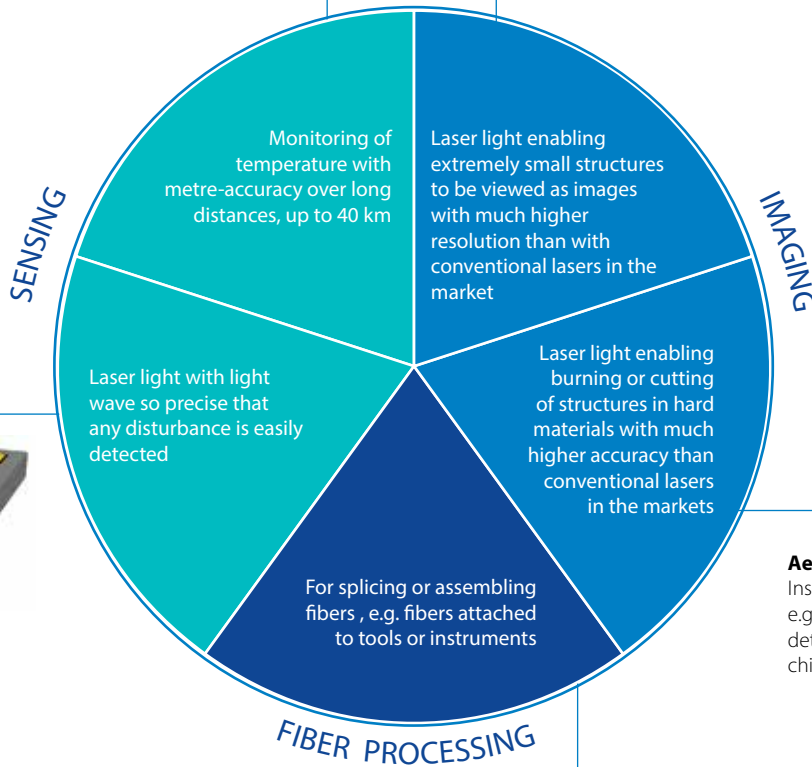 Monitoring of
temperature with
metre-accuracy over long
distances, up to 40 km
Laser light enabling
extremely small structures
to be viewed as images
with much higher
resolution than with
conventional lasers in the
market
SENSING
IMAGING
Laser light with light
wave so precise that
any disturbance is easily
detected
Laser light enabling
burning or cutting
of structures in hard
materials with much
higher accuracy than
conventional lasers
in the markets
For splicing or assembling
fibers , e.g. fibers attached
to tools or instruments
FIBER PROCESSING
e.g.